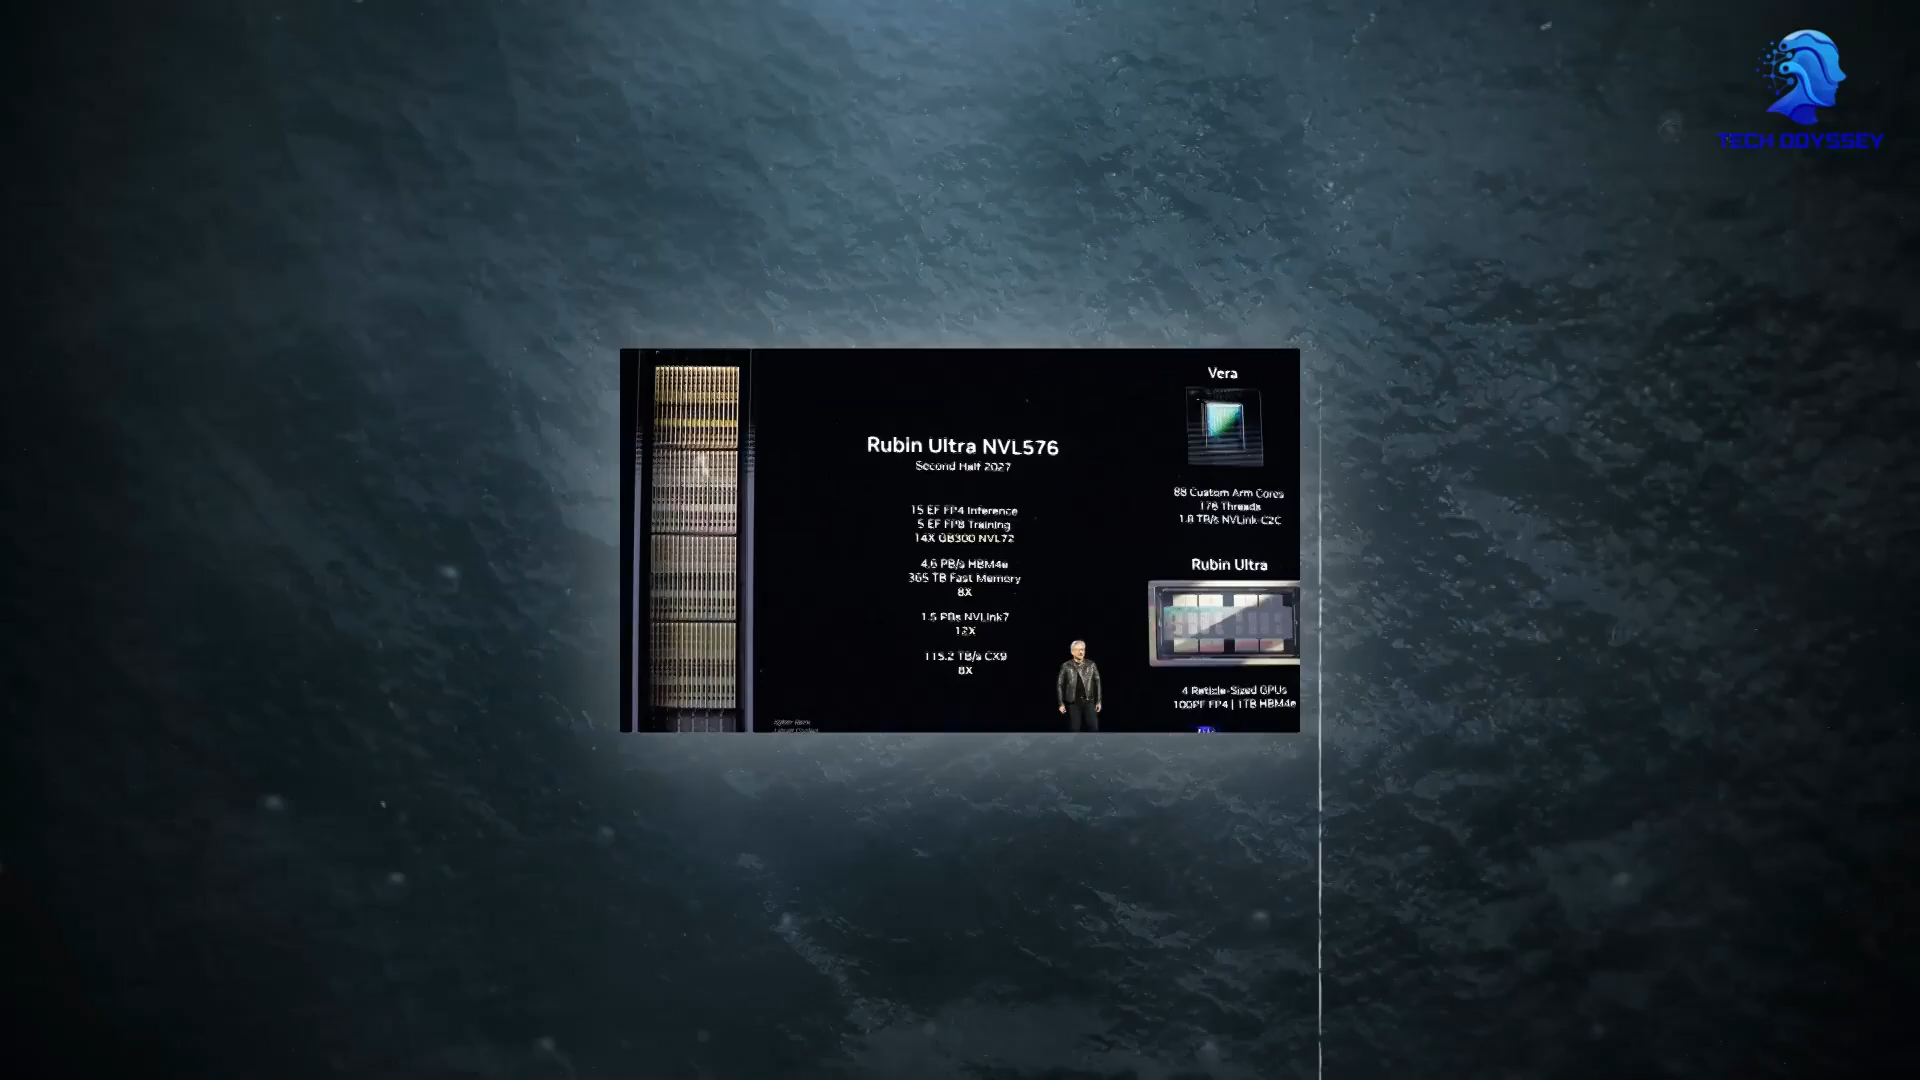 TECH ODYSSEY
Rubin Ultra NVL576
Second Half 2027
15 EF FP4 Inference
5 EF FP8 Training
14X GB300 NVL72
4.6 PB/s HBM4e
365 TB Fast Memory
8X
1.5 PB/s NVLink7
12X
115.2 TB/s CX9
8X
Vera
88 Custom Arm Cores
176 Threads
1.8 TB/s NVLink-C2C
Rubin Ultra
4 Reticle-Sized GPUs
100PF FP4 | 1TB HBM4e